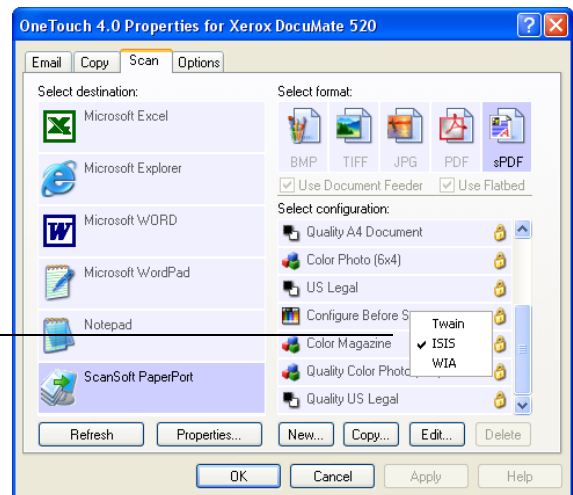 OneTouch 4.0 Properties for Xerox DocuMate 520
Email Copy Scan Options
Select destination:
Microsoft Excel
Microsoft Explorer
Microsoft WORD
Microsoft WordPad
Notepad
ScanSoft PaperPort
Select format:
BMP TIFF JPG PDF sPDF
Use Document Feeder Use Flatbed
Select configuration:
Quality A4 Document
Color Photo (6x4)
US Legal
Configure Before S
Color Magazine
Quality Color Photo
Quality US Legal
Twain
ISIS
WIA
Refresh Properties... New... Copy... Edit... Delete
OK Cancel Apply Help